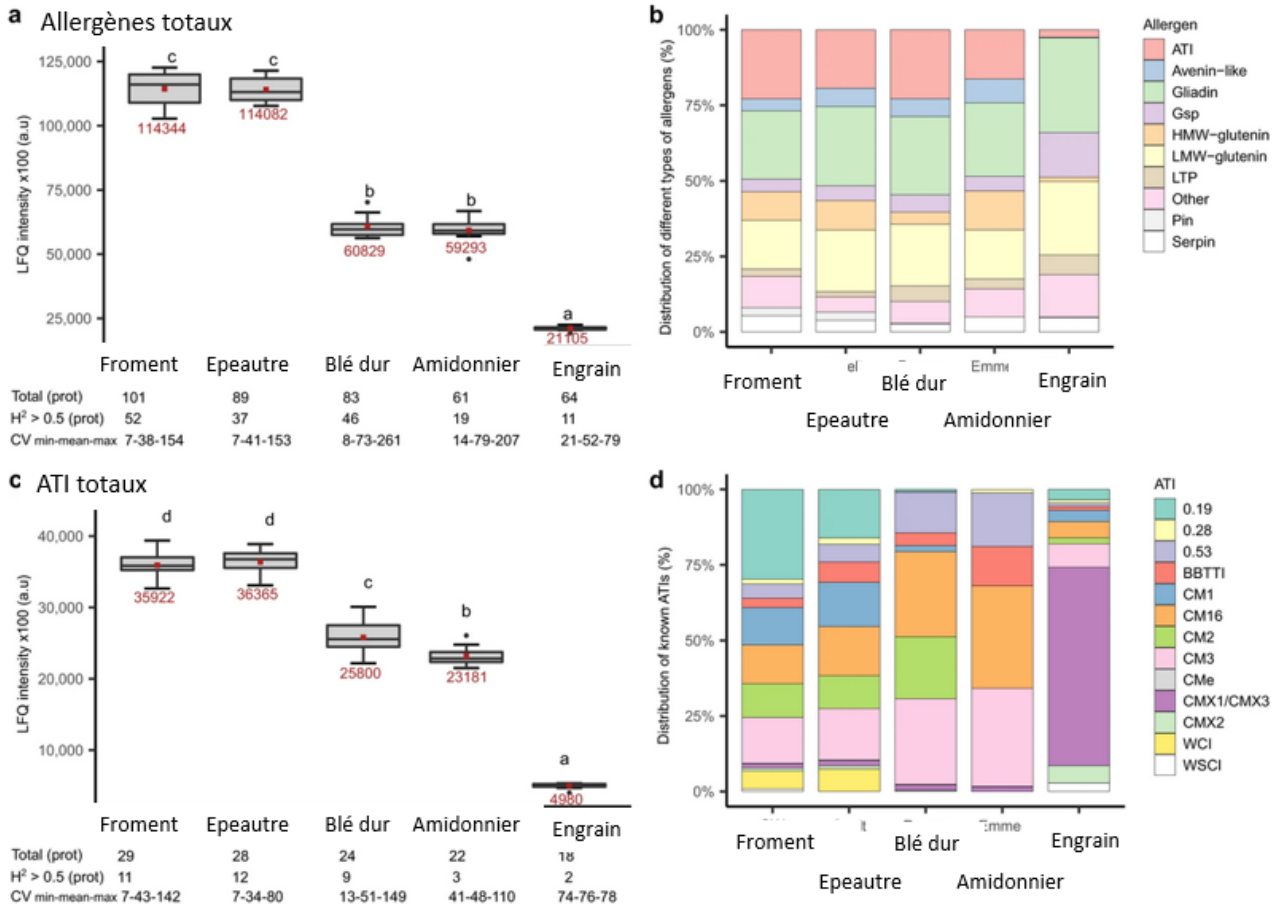 a Allergènes totaux
LFQ intensity x100 (a.u)
125,000
100,000
75,000
50,000
25,000
c
c
b
b
a
114344
114082
60829
59293
21105
Froment Epeautre Blé dur Amidonnier Engrain
Total (prot) 101 89 83 61 64
H² > 0.5 (prot) 52 37 46 19 11
CV min-mean-max 7-38-154 7-41-153 8-73-261 14-79-207 21-52-79
b
Distribution of different types of allergens (%)
100%
75%
50%
25%
0%
Froment Blé dur Engrain
Epeautre Amidonnier
Allergen
ATI
Avenin-like
Gliadin
Gsp
HMW-glutenin
LMW-glutenin
LTP
Other
Pin
Serpin
c ATI totaux
LFQ intensity x100 (a.u)
40,000
30,000
20,000
10,000
d
d
c
b
a
35922
36365
25800
23181
4980
Froment Epeautre Blé dur Amidonnier Engrain
Total (prot) 29 28 24 22 18
H² > 0.5 (prot) 11 12 9 3 2
CV min-mean-max 7-43-142 7-34-80 13-51-149 41-48-110 74-76-78
d
Distribution of known ATIs (%)
100%
75%
50%
25%
0%
Froment Blé dur Engrain
Epeautre Amidonnier
ATI
0.19
0.28
0.53
BBTTI
CM1
CM16
CM2
CM3
CMe
CMX1/CMX3
CMX2
WCI
WSCI